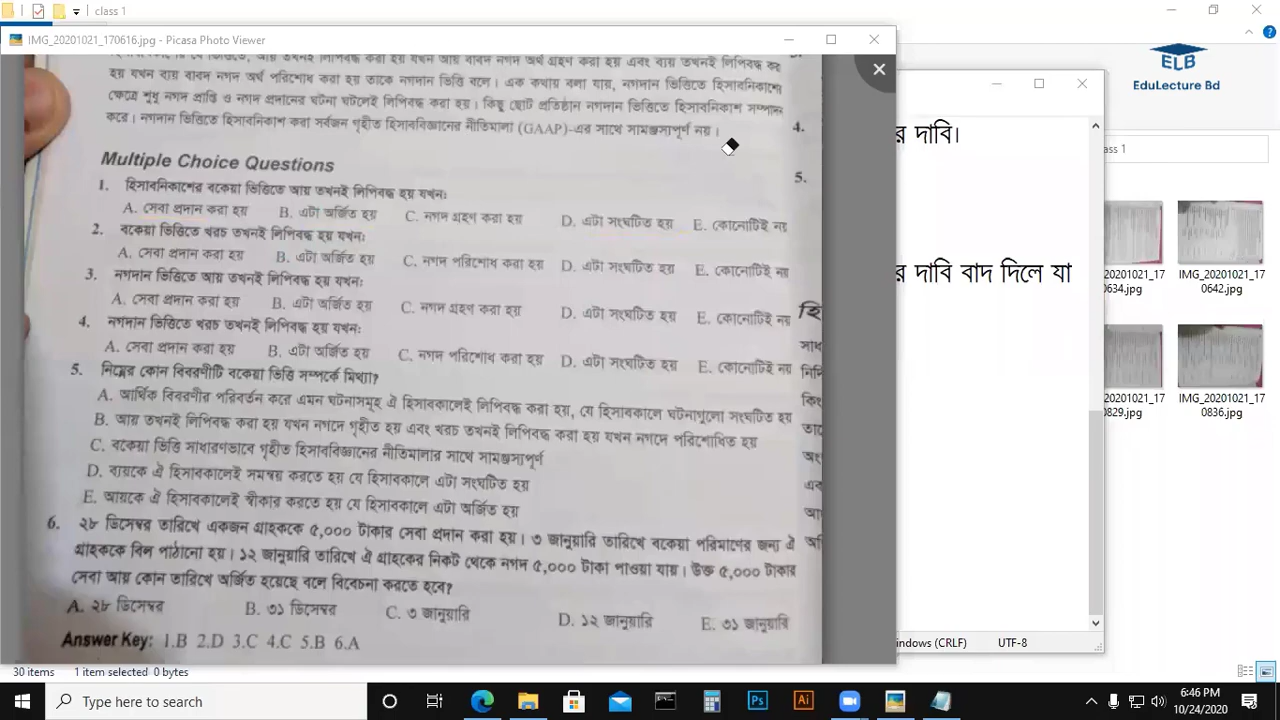 class 1
IMG_20201021_170616.jpg - Picasa Photo Viewer
হয় যখন ব্যয় বাবদ নগদ অর্থ পরিশোধ করা হয় তাকে নগদান ভিত্তি বলে। এক কথায় বলা যায়, নগদান ভিত্তিতে হিসাবনিকাশের
ক্ষেত্রে শুধু নগদ প্রাপ্তি ও নগদ প্রদানের ঘটনা ঘটলেই লিপিবদ্ধ করা হয়। কিছু ছোট প্রতিষ্ঠান নগদান ভিত্তিতে হিসাবনিকাশ সম্পাদন
করে। নগদান ভিত্তিতে হিসাবনিকাশ করা সর্বজন গৃহীত হিসাববিজ্ঞানের নীতিমালা (GAAP)-এর সাথে সামঞ্জস্যপূর্ণ নয়।
Multiple Choice Questions
1. হিসাবনিকাশের বকেয়া ভিত্তিতে আয় তখনই লিপিবদ্ধ হয় যখন:
A. সেবা প্রদান করা হয় B. এটা অর্জিত হয় C. নগদ গ্রহণ করা হয় D. এটা সংঘটিত হয় E. কোনোটিই নয়
2. বকেয়া ভিত্তিতে খরচ তখনই লিপিবদ্ধ হয় যখন:
A. সেবা প্রদান করা হয় B. এটা অর্জিত হয় C. নগদ পরিশোধ করা হয় D. এটা সংঘটিত হয় E. কোনোটিই নয়
3. নগদান ভিত্তিতে আয় তখনই লিপিবদ্ধ হয় যখন:
A. সেবা প্রদান করা হয় B. এটা অর্জিত হয় C. নগদ গ্রহণ করা হয় D. এটা সংঘটিত হয় E. কোনোটিই নয়
4. নগদান ভিত্তিতে খরচ তখনই লিপিবদ্ধ হয় যখন:
A. সেবা প্রদান করা হয় B. এটা অর্জিত হয় C. নগদ পরিশোধ করা হয় D. এটা সংঘটিত হয় E. কোনোটিই নয়
5. নিম্নের কোন বিবরণীটি বকেয়া ভিত্তি সম্পর্কে মিথ্যা?
A. আর্থিক বিবরণীর পরিবর্তন করে এমন ঘটনাসমূহ ঐ হিসাবকালেই লিপিবদ্ধ করা হয়, যে হিসাবকালে ঘটনাগুলো সংঘটিত হয়
B. আয় তখনই লিপিবদ্ধ করা হয় যখন নগদে গৃহীত হয় এবং খরচ তখনই লিপিবদ্ধ করা হয় যখন নগদে পরিশোধিত হয়
C. বকেয়া ভিত্তি সাধারণভাবে গৃহীত হিসাববিজ্ঞানের নীতিমালার সাথে সামঞ্জস্যপূর্ণ
D. ব্যয়কে ঐ হিসাবকালেই সমন্বয় করতে হয় যে হিসাবকালে এটা সংঘটিত হয়
E. আয়কে ঐ হিসাবকালেই স্বীকার করতে হয় যে হিসাবকালে এটা অর্জিত হয়
6. ২৮ ডিসেম্বর তারিখে একজন গ্রাহককে ৫,০০০ টাকার সেবা প্রদান করা হয়। ৩ জানুয়ারি তারিখে বকেয়া পরিমাণের জন্য ঐ
গ্রাহককে বিল পাঠানো হয়। ১২ জানুয়ারি তারিখে ঐ গ্রাহকের নিকট থেকে নগদ ৫,০০০ টাকা পাওয়া যায়। উক্ত ৫,০০০ টাকার
সেবা আয় কোন তারিখে অর্জিত হয়েছে বলে বিবেচনা করতে হবে?
A. ২৮ ডিসেম্বর B. ৩১ ডিসেম্বর C. ৩ জানুয়ারি D. ১২ জানুয়ারি E. ৩১ জানুয়ারি
Answer Key: 1.B 2.D 3.C 4.C 5.B 6.A
4.
5.
র দাবি।
র দাবি বাদ দিলে যা
ELB
EduLecture Bd
ass 1
20201021_170634.jpg
IMG_20201021_170642.jpg
IMG_20201021_170836.jpg
indows (CRLF) UTF-8
30 items 1 item selected 0 bytes
Type here to search
6:46 PM
10/24/2020